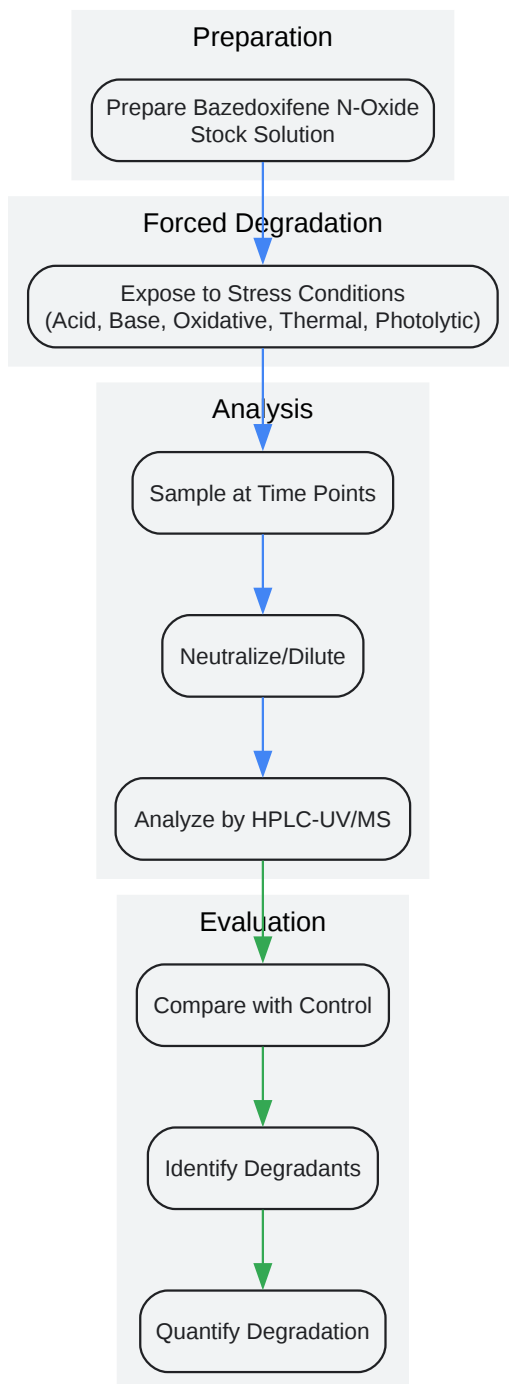 Preparation
Prepare Bazedoxifene N-Oxide
Stock Solution
Forced Degradation
Expose to Stress Conditions
(Acid, Base, Oxidative, Thermal, Photolytic)
Analysis
Sample at Time Points
Neutralize/Dilute
Analyze by HPLC-UV/MS
Evaluation
Compare with Control
Identify Degradants
Quantify Degradation